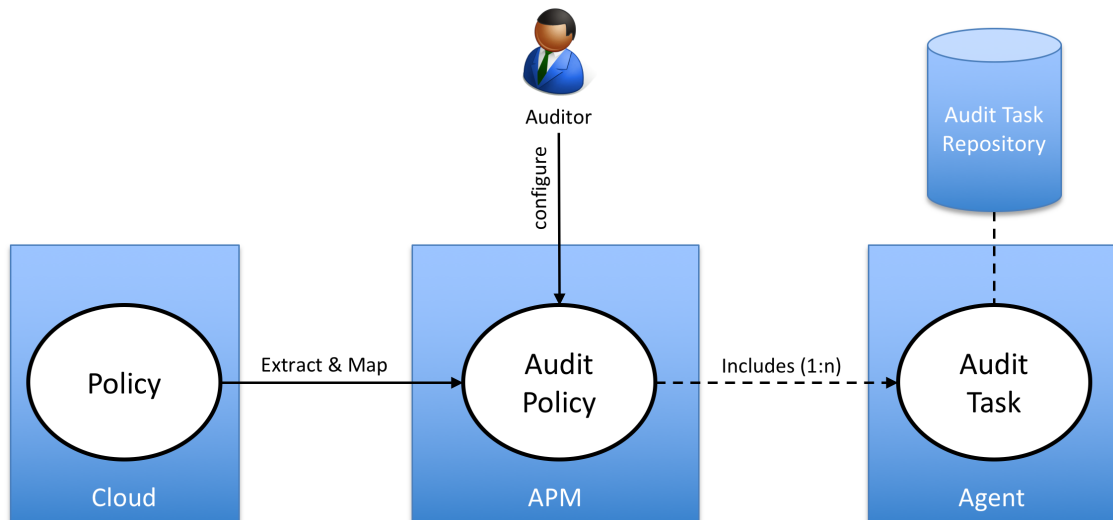 Auditor
configure
Audit Task
Repository
Policy
Extract & Map
Audit
Policy
Includes (1:n)
Audit
Task
Cloud
APM
Agent